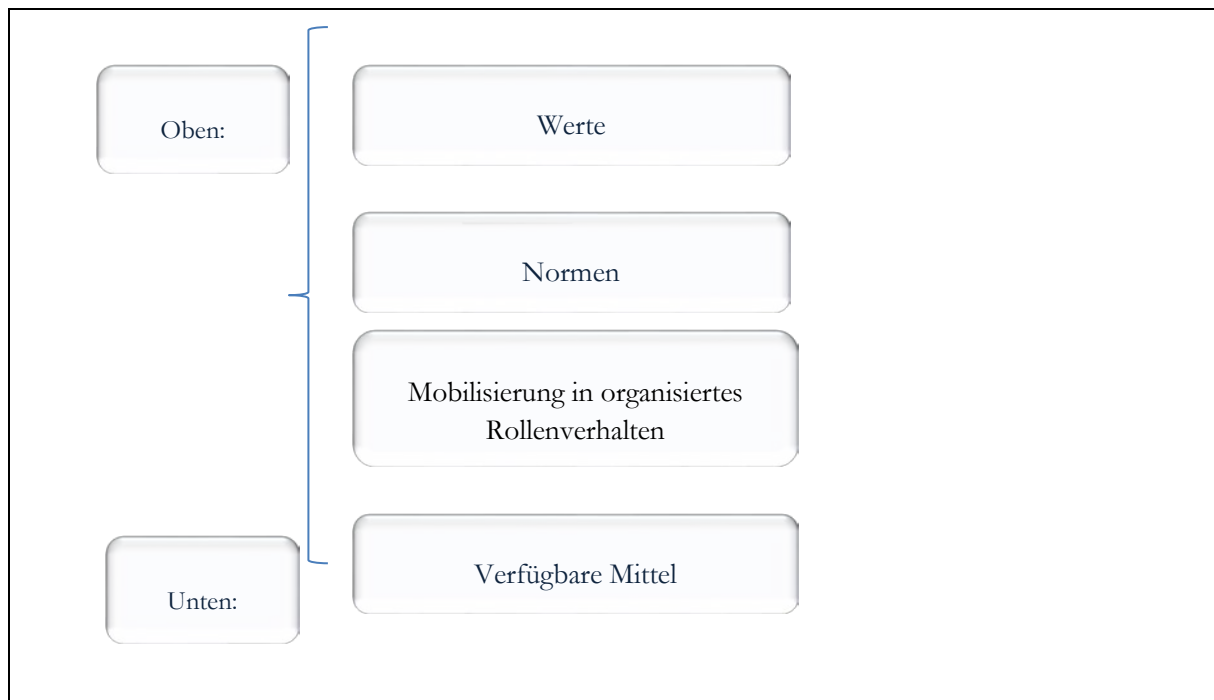 Oben:
Werte
Normen
Mobilisierung in organisiertes
Rollenverhalten
Verfügbare Mittel
Unten: